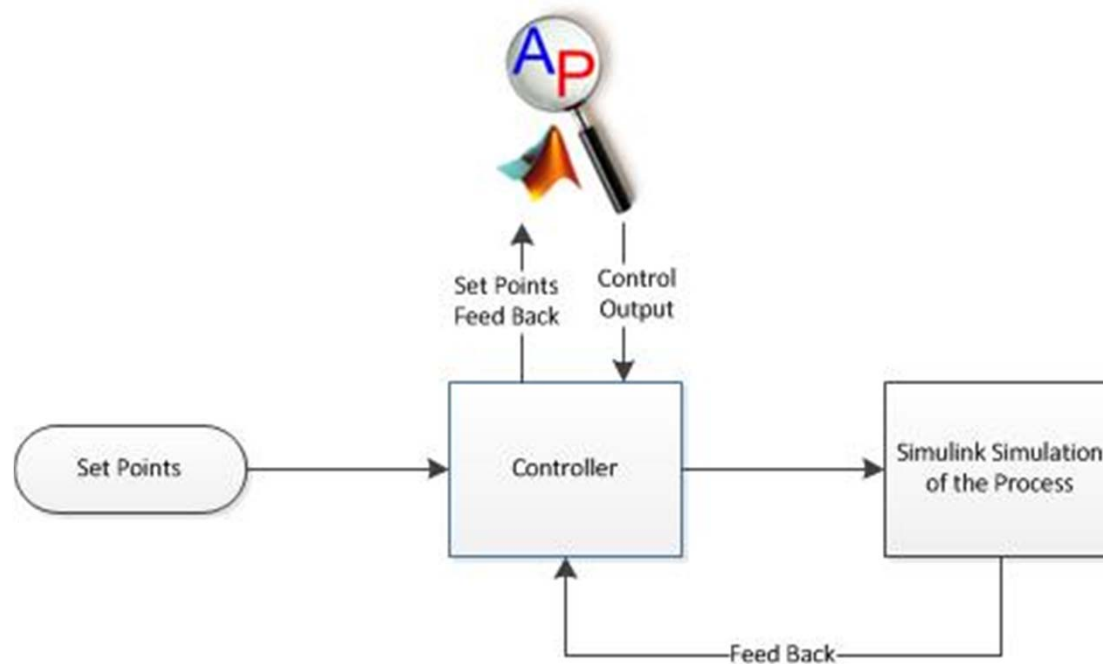 AP
Set Points
Feed Back
Control
Output
Set Points
Controller
Simulink Simulation
of the Process
Feed Back